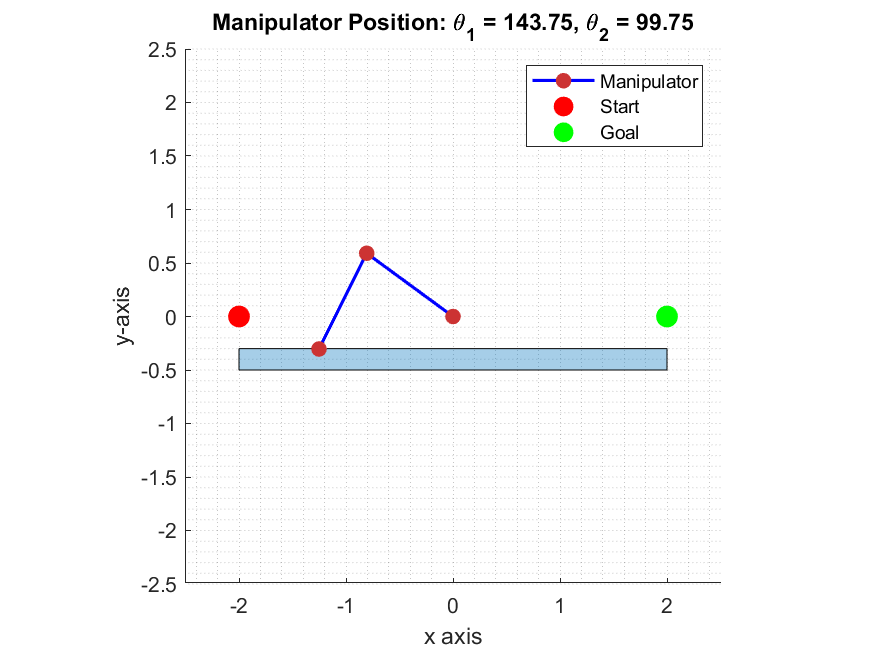 Manipulator Position: θ1 = 143.75, θ2 = 99.75
Manipulator
Start
Goal
2.5
2
1.5
1
0.5
0
-0.5
-1
-1.5
-2
-2.5
y-axis
-2 -1 0 1 2
x axis